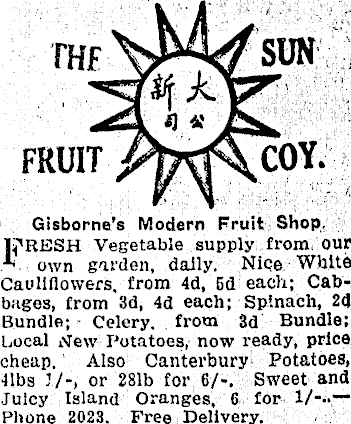 THE SUN
新大
司公
FRUIT COY.
Gisborne's Modern Fruit Shop.
FRESH Vegetable supply from our
own garden, daily. Nice White
Cauliflowers, from 4d, 5d each; Cab-
bages, from 3d, 4d each; Spinach, 2d
Bundle; Celery, from 3d Bundle;
Local New Potatoes, now ready, price
cheap. Also Canterbury Potatoes,
4lbs 1/-, or 28lb for 6/-. Sweet and
Juicy Island Oranges, 6 for 1/-.—
Phone 2023. Free Delivery.